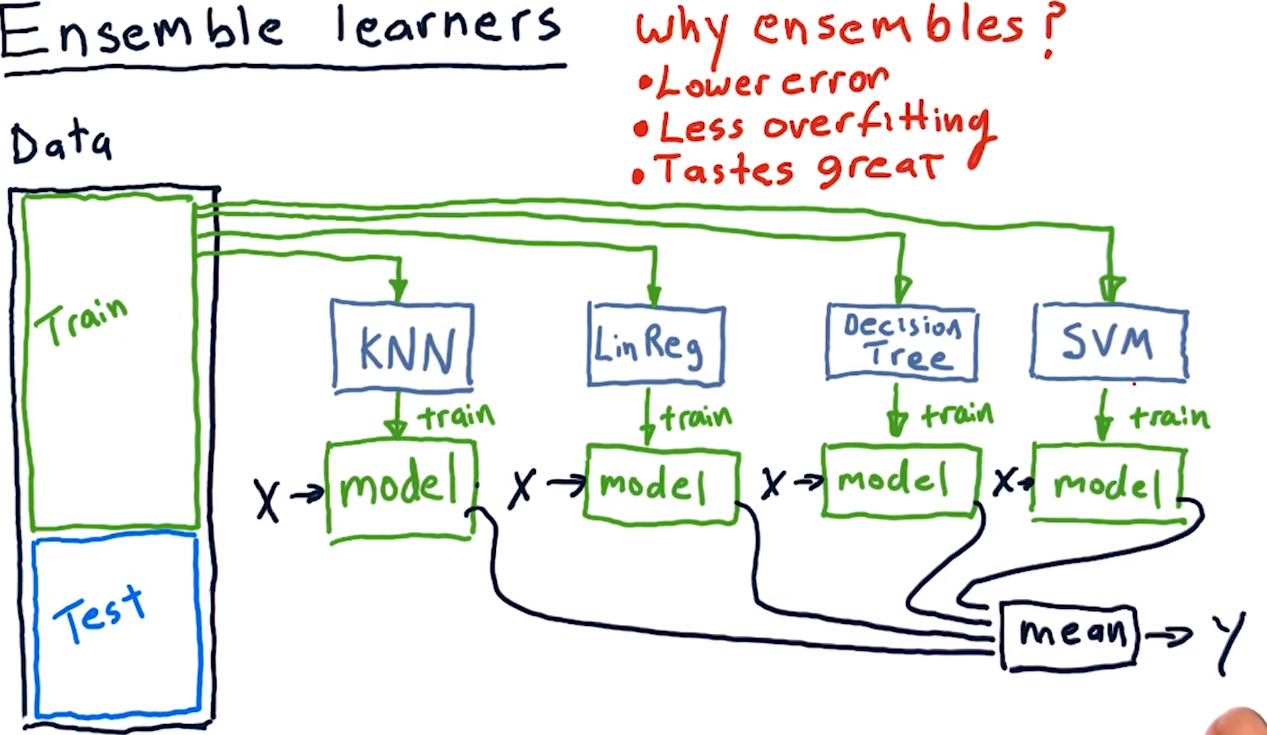 Ensemble learners
Why ensembles?
•Lower error
•Less overfitting
•Tastes great
Data
Train
Test
KNN
LinReg
Decision
Tree
SVM
train
train
train
train
X→
model
X→
model
X→
model
X→
model
mean → Y